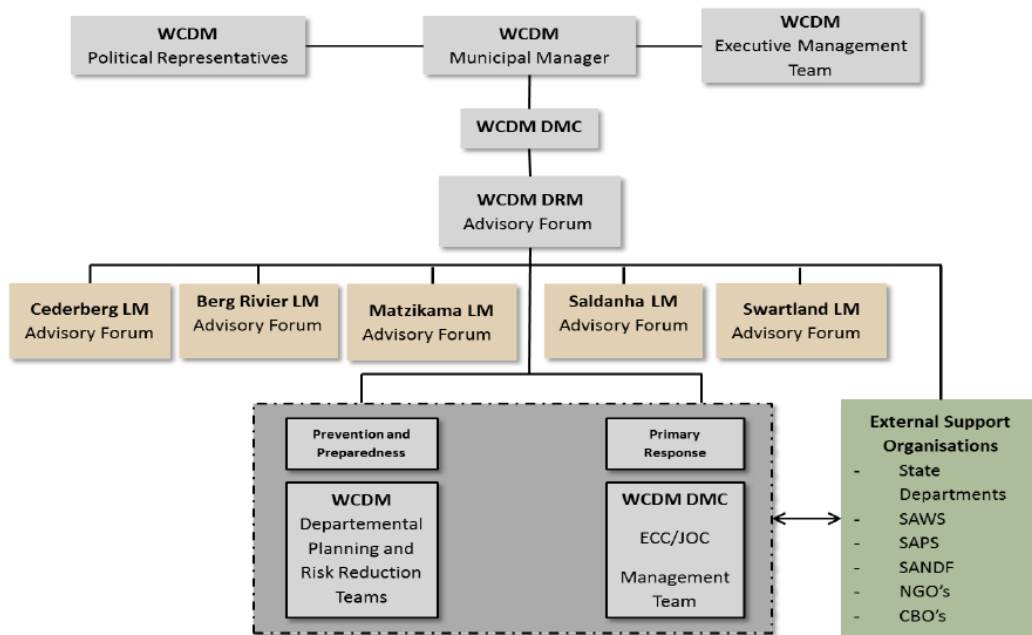 WCDM
Political Representatives
WCDM
Municipal Manager
WCDM
Executive Management
Team
WCDM DMC
WCDM DRM
Advisory Forum
Cederberg LM
Advisory Forum
Berg Rivier LM
Advisory Forum
Matzikama LM
Advisory Forum
Saldanha LM
Advisory Forum
Swartland LM
Advisory Forum
Prevention and
Preparedness
WCDM
Departemental
Planning and
Risk Reduction
Teams
Primary
Response
WCDM DMC
ECC/JOC
Management
Team
External Support
Organisations
- State
Departments
- SAWS
- SAPS
- SANDF
- NGO's
- CBO's